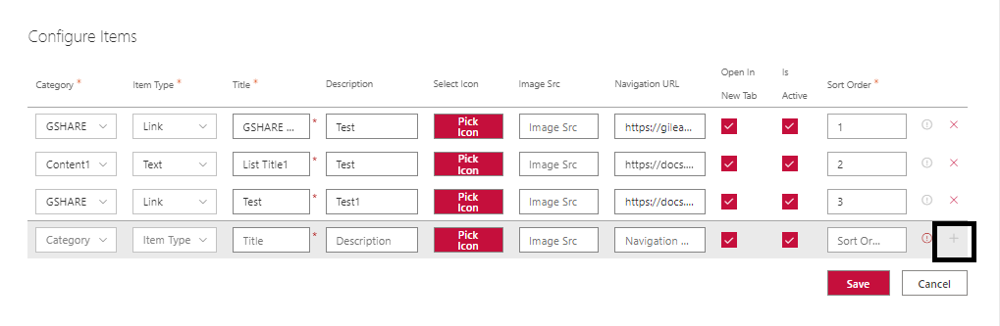 Configure Items
Category * Item Type * Title * Description Select Icon Image Src Navigation URL Open In New Tab Is Active Sort Order *
GSHARE Link GSHARE ... * Test Pick Icon Image Src https://gilea... 1
Content1 Text List Title1 * Test Pick Icon Image Src https://docs.... 2
GSHARE Link Test * Test1 Pick Icon Image Src https://docs.... 3
Category Item Type Title * Description Pick Icon Image Src Navigation ... Sort Or...
Save Cancel